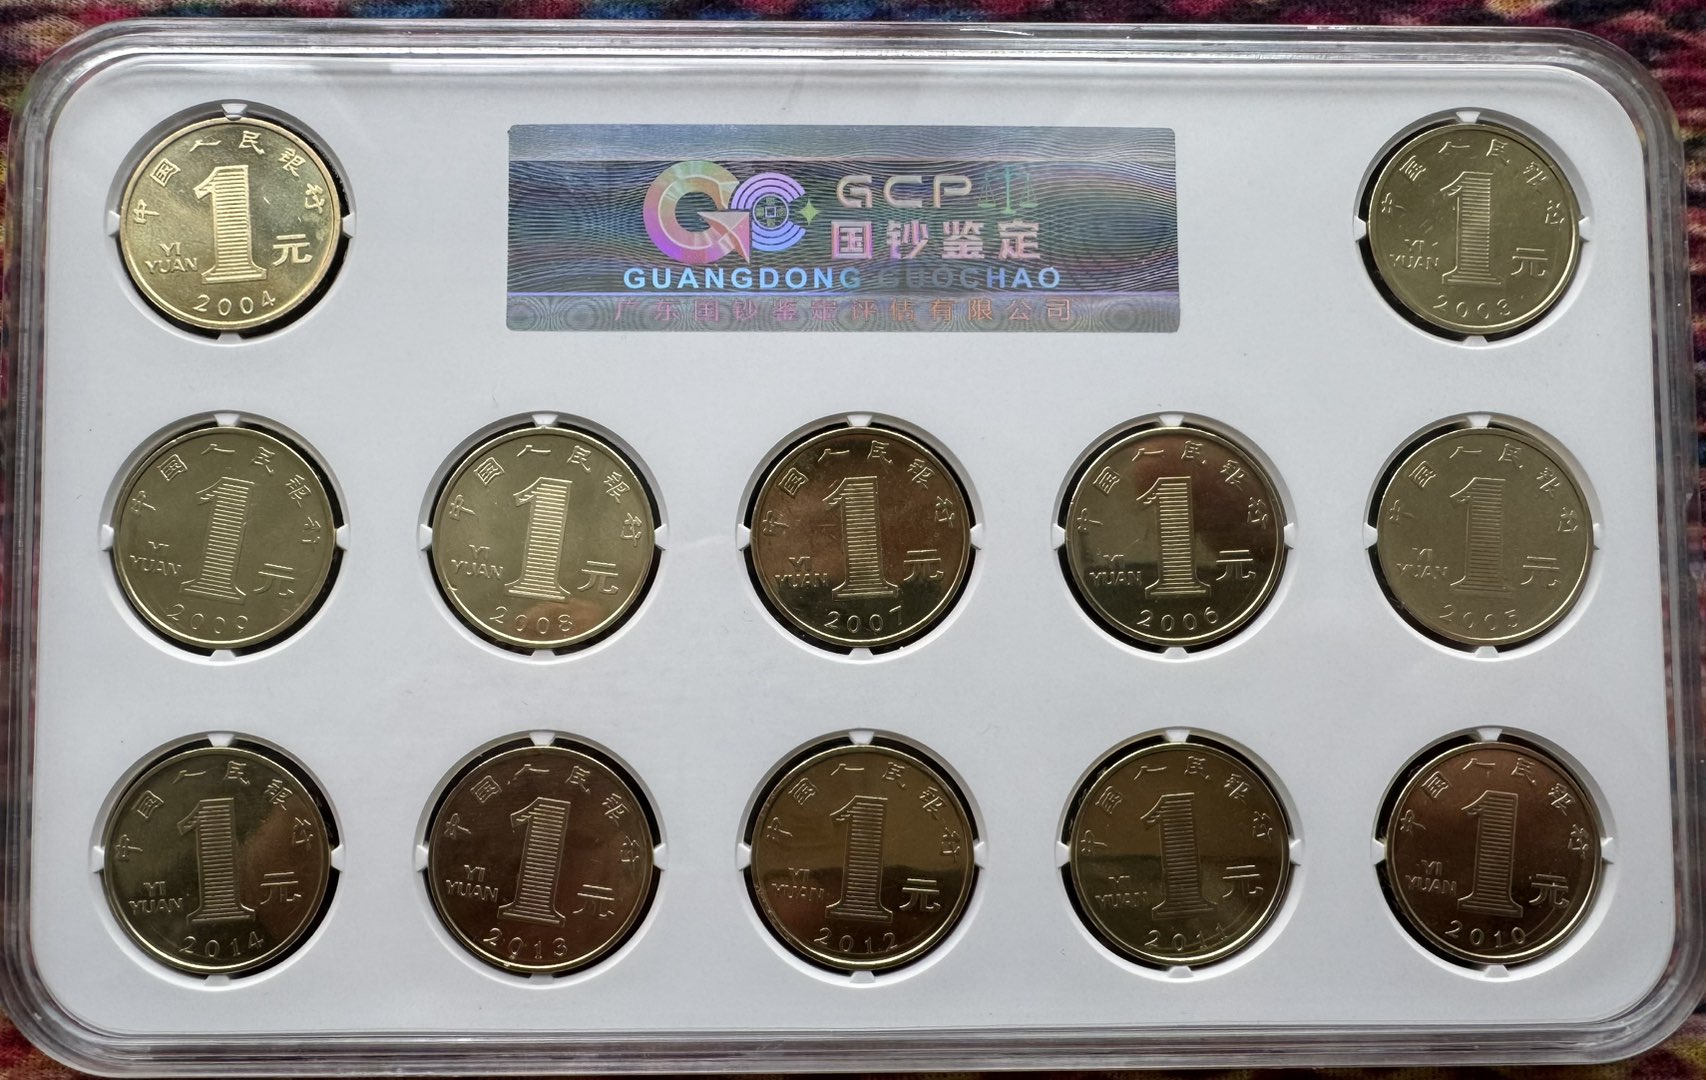 中国人民银行
YI
YUAN
1
元
2004
GCP
国钞鉴定
GUANGDONG GUOCHAO
广东国钞鉴定评估有限公司
中国人民银行
YI
YUAN
1
元
2003
中国人民银行
YI
YUAN
1
元
2009
中国人民银行
YI
YUAN
1
元
2008
中国人民银行
YI
YUAN
1
元
2007
中国人民银行
YI
YUAN
1
元
2006
中国人民银行
YI
YUAN
1
元
2005
中国人民银行
YI
YUAN
1
元
2014
中国人民银行
YI
YUAN
1
元
2013
中国人民银行
YI
YUAN
1
元
2012
中国人民银行
YI
YUAN
1
元
2011
中国人民银行
YI
YUAN
1
元
2010